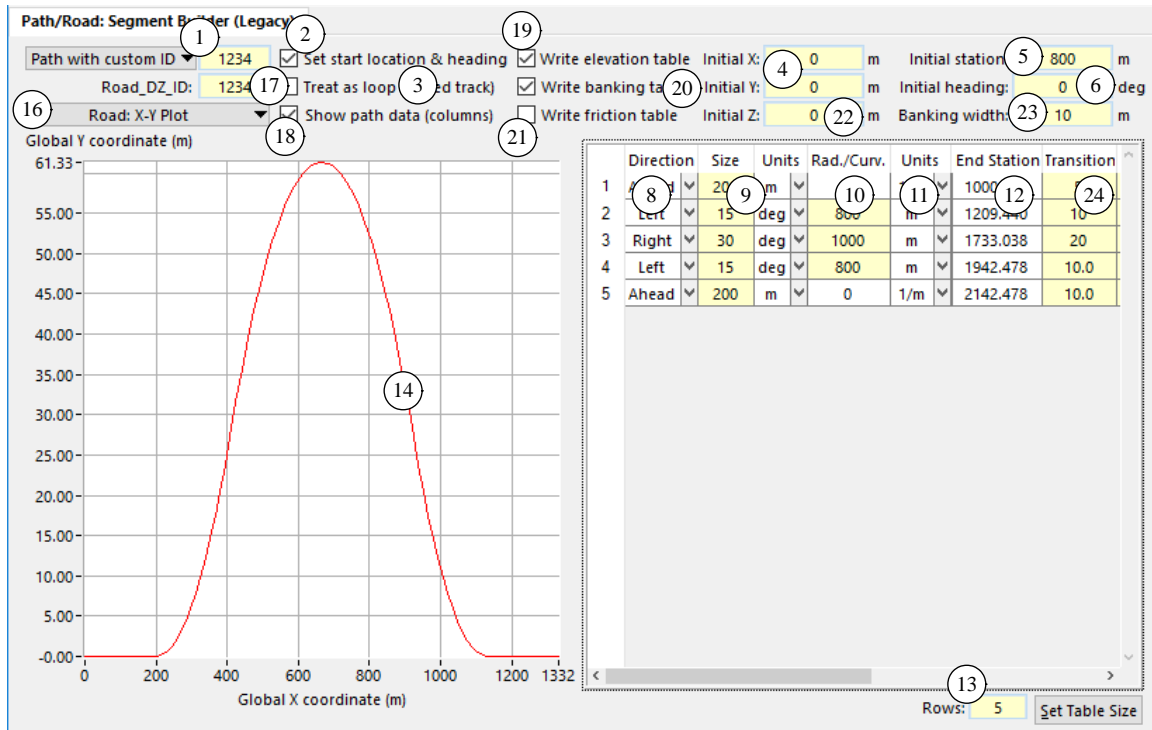 Path/Road: Segment Builder (Legacy)
1 2 19
Path with custom ID 1234 Set start location & heading Write elevation table Initial X: 0 m Initial station 800 m
4 5
Road_DZ_ID: 1234 Treat as loop track) Write banking Initial Y: 0 m Initial heading: 0 deg
17 3 20 6
16 Road: X-Y Plot Show path data (columns) Write friction table Initial Z: 0 m Banking width: 10 m
18 21 22 23
Global Y coordinate (m)
61.33
55.00
50.00
45.00
40.00
35.00
30.00
25.00
20.00
15.00
10.00
5.00
-0.00
0 200 400 600 800 1000 1200 1332
Global X coordinate (m)
14
Direction Size Units Rad./Curv. Units End Station Transition
1 m
8 9 10 11 12 24
2 Left 15 deg 800 m 1209.440 10
3 Right 30 deg 1000 m 1733.038 20
4 Left 15 deg 800 m 1942.478 10.0
5 Ahead 200 m 0 1/m 2142.478 10.0
13
Rows: 5 Set Table Size